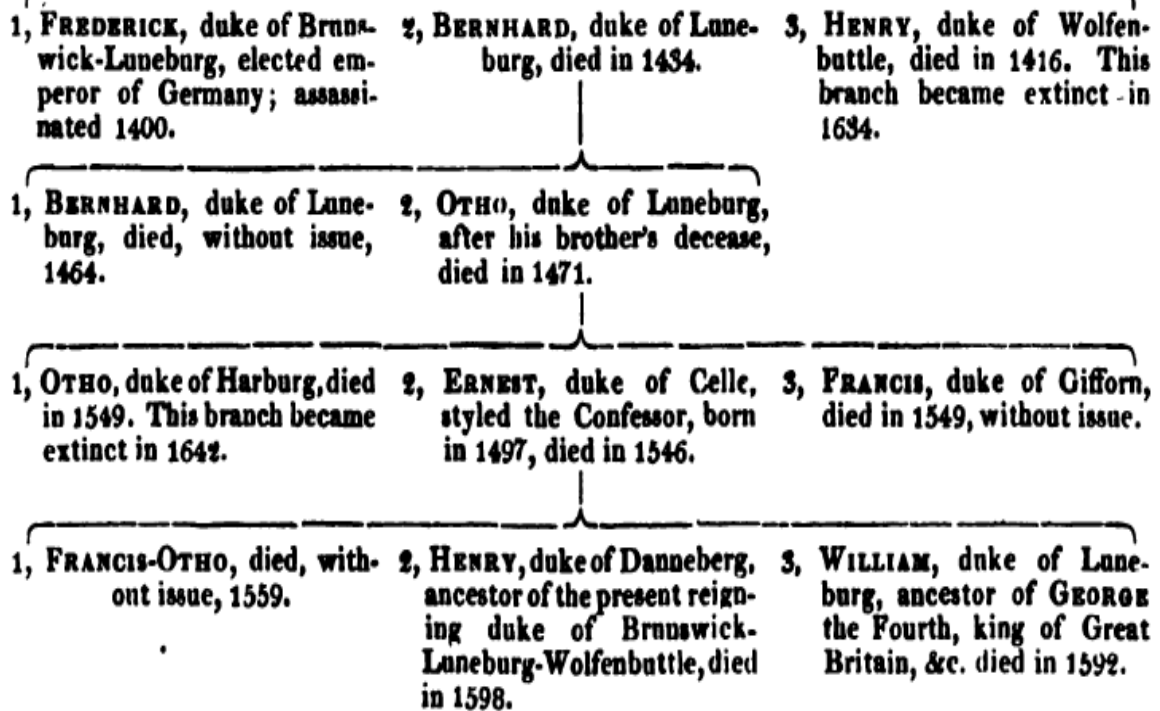 1, FREDERICK, duke of Bruns-
wick-Luneburg, elected em-
peror of Germany; assassi-
nated 1400.
2, BERNHARD, duke of Lune-
burg, died in 1434.
3, HENRY, duke of Wolfen-
buttle, died in 1416. This
branch became extinct in
1634.
1, BERNHARD, duke of Lune-
burg, died, without issue,
1464.
2, OTHO, duke of Luneburg,
after his brother's decease,
died in 1471.
1, OTHO, duke of Harburg, died
in 1549. This branch became
extinct in 1642.
2, ERNEST, duke of Celle,
styled the Confessor, born
in 1497, died in 1546.
3, FRANCIS, duke of Gifforn,
died in 1549, without issue.
1, FRANCIS-OTHO, died, with-
out issue, 1559.
2, HENRY, duke of Danneberg,
ancestor of the present reign-
ing duke of Brunswick-
Luneburg-Wolfenbuttle, died
in 1598.
3, WILLIAM, duke of Lune-
burg, ancestor of GEORGE
the Fourth, king of Great
Britain, &c. died in 1592.